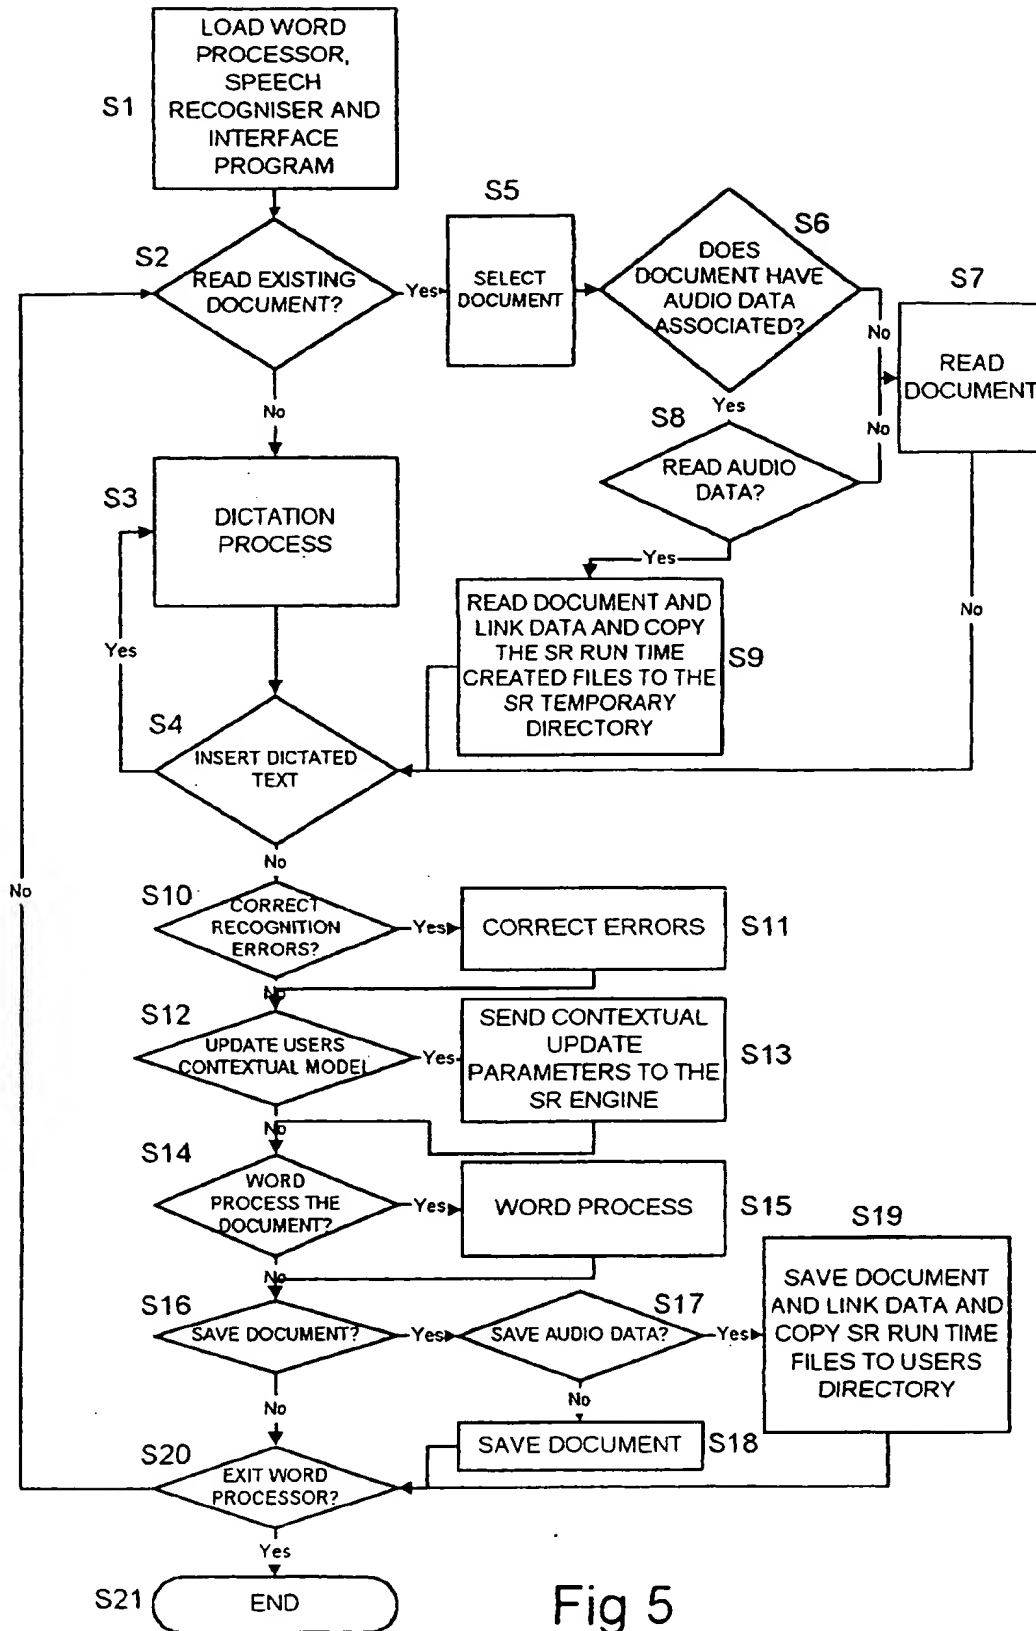 LOAD WORD
PROCESSOR,
SPEECH
RECOGNISER AND
INTERFACE
PROGRAM
S1
S2
READ EXISTING
DOCUMENT?
Yes
No
S5
SELECT
DOCUMENT
S6
DOES
DOCUMENT HAVE
AUDIO DATA
ASSOCIATED?
No
Yes
S7
READ
DOCUMENT
No
S8
READ AUDIO
DATA?
No
Yes
S3
DICTATION
PROCESS
Yes
READ DOCUMENT AND
LINK DATA AND COPY
THE SR RUN TIME
CREATED FILES TO THE
SR TEMPORARY
DIRECTORY
S9
S4
INSERT DICTATED
TEXT
No
No
S10
CORRECT
RECOGNITION
ERRORS?
Yes
CORRECT ERRORS
S11
No
S12
UPDATE USERS
CONTEXTUAL MODEL
Yes
SEND CONTEXTUAL
UPDATE
PARAMETERS TO THE
SR ENGINE
S13
No
S14
WORD
PROCESS THE
DOCUMENT?
Yes
WORD PROCESS
S15
No
S16
SAVE DOCUMENT?
Yes
S17
SAVE AUDIO DATA?
Yes
S19
SAVE DOCUMENT
AND LINK DATA AND
COPY SR RUN TIME
FILES TO USERS
DIRECTORY
No
No
SAVE DOCUMENT
S18
S20
EXIT WORD
PROCESSOR?
Yes
S21
END
Fig 5